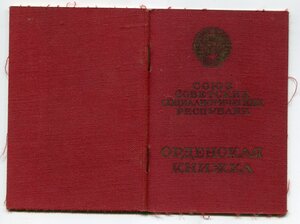 СОЮЗ
СОВЕТСКИХ
СОЦИАЛИСТИЧЕСКИХ
РЕСПУБЛИК
ОРДЕНСКАЯ
КНИЖКА